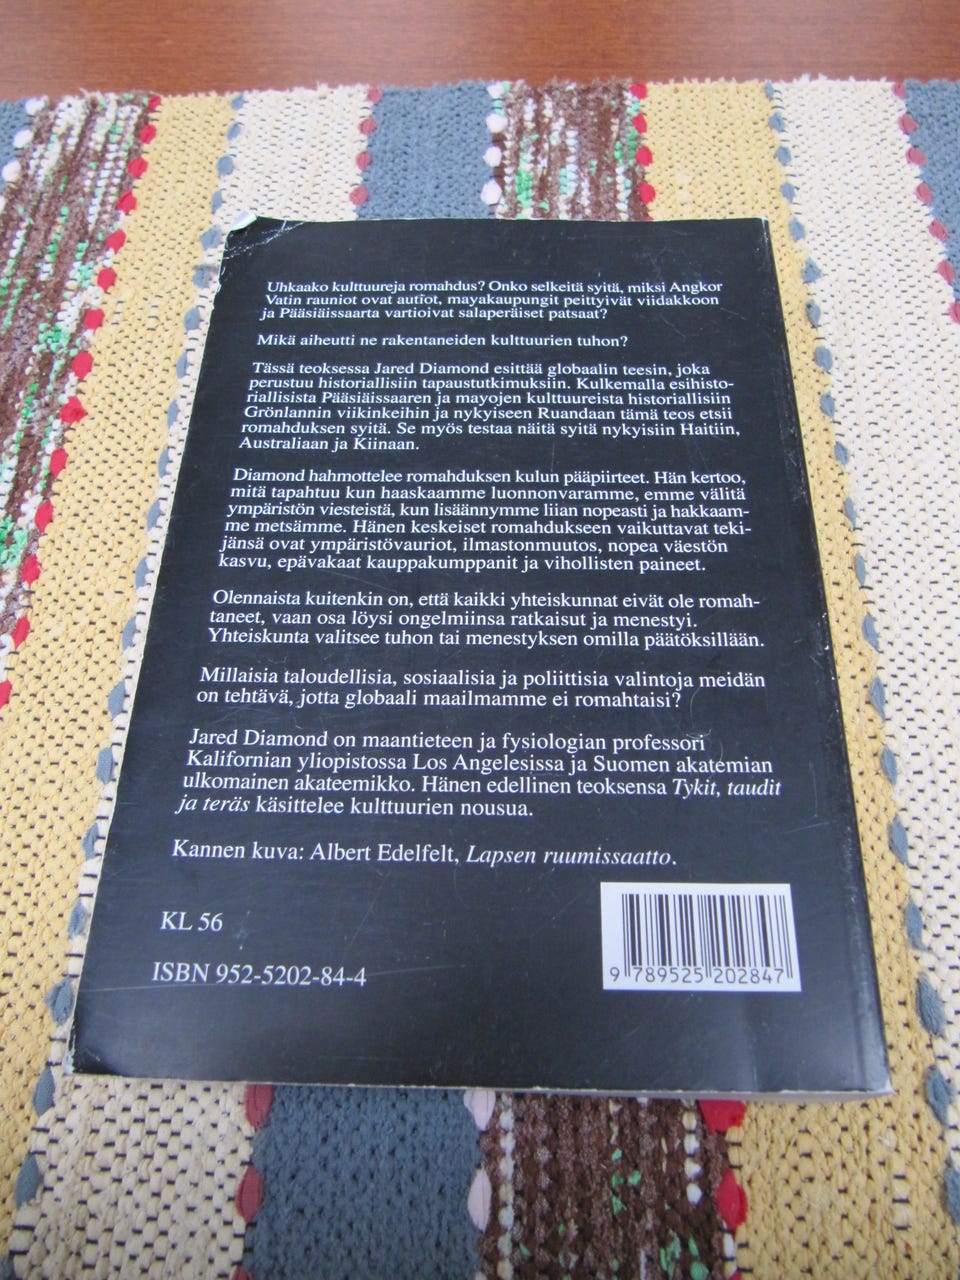 Uhkaako kulttuureja romahdus? Onko selkeitä syitä, miksi Angkor
Vatin rauniot ovat autiot, mayakaupungit peittyivät viidakkoon
ja Pääsiäissaarta vartioivat salaperäiset patsaat?
Mikä aiheutti ne rakentaneiden kulttuurien tuhon?
Tässä teoksessa Jared Diamond esittää globaalin teesin, joka
perustuu historiallisiin tapaustutkimuksiin. Kulkemalla esihisto-
riallisista Pääsiäissaaren ja mayojen kulttuureista historiallisiin
Grönlannin viikinkeihin ja nykyiseen Ruandaan tämä teos etsii
romahduksen syitä. Se myös testaa näitä syitä nykyisiin Haitiin,
Australiaan ja Kiinaan.
Diamond hahmottelee romahduksen kulun pääpiirteet. Hän kertoo,
mitä tapahtuu kun haaskaamme luonnonvaramme, emme välitä
ympäristön viesteistä, kun lisäännymme liian nopeasti ja hakkaam-
me metsämme. Hänen keskeiset romahdukseen vaikuttavat teki-
jänsä ovat ympäristövauriot, ilmastonmuutos, nopea väestön
kasvu, epävakaat kauppakumppanit ja vihollisten paineet.
Olennaista kuitenkin on, että kaikki yhteiskunnat eivät ole romah-
taneet, vaan osa löysi ongelmiinsa ratkaisut ja menestyi.
Yhteiskunta valitsee tuhon tai menestyksen omilla päätöksillään.
Millaisia taloudellisia, sosiaalisia ja poliittisia valintoja meidän
on tehtävä, jotta globaali maailmamme ei romahtaisi?
Jared Diamond on maantieteen ja fysiologian professori
Kalifornian yliopistossa Los Angelesissa ja Suomen akatemian
ulkomainen akateemikko. Hänen edellinen teoksensa Tykit, taudit
ja teräs käsittelee kulttuurien nousua.
Kannen kuva: Albert Edelfelt, Lapsen ruumissaatto.
KL 56
ISBN 952-5202-84-4
9 789525 202847